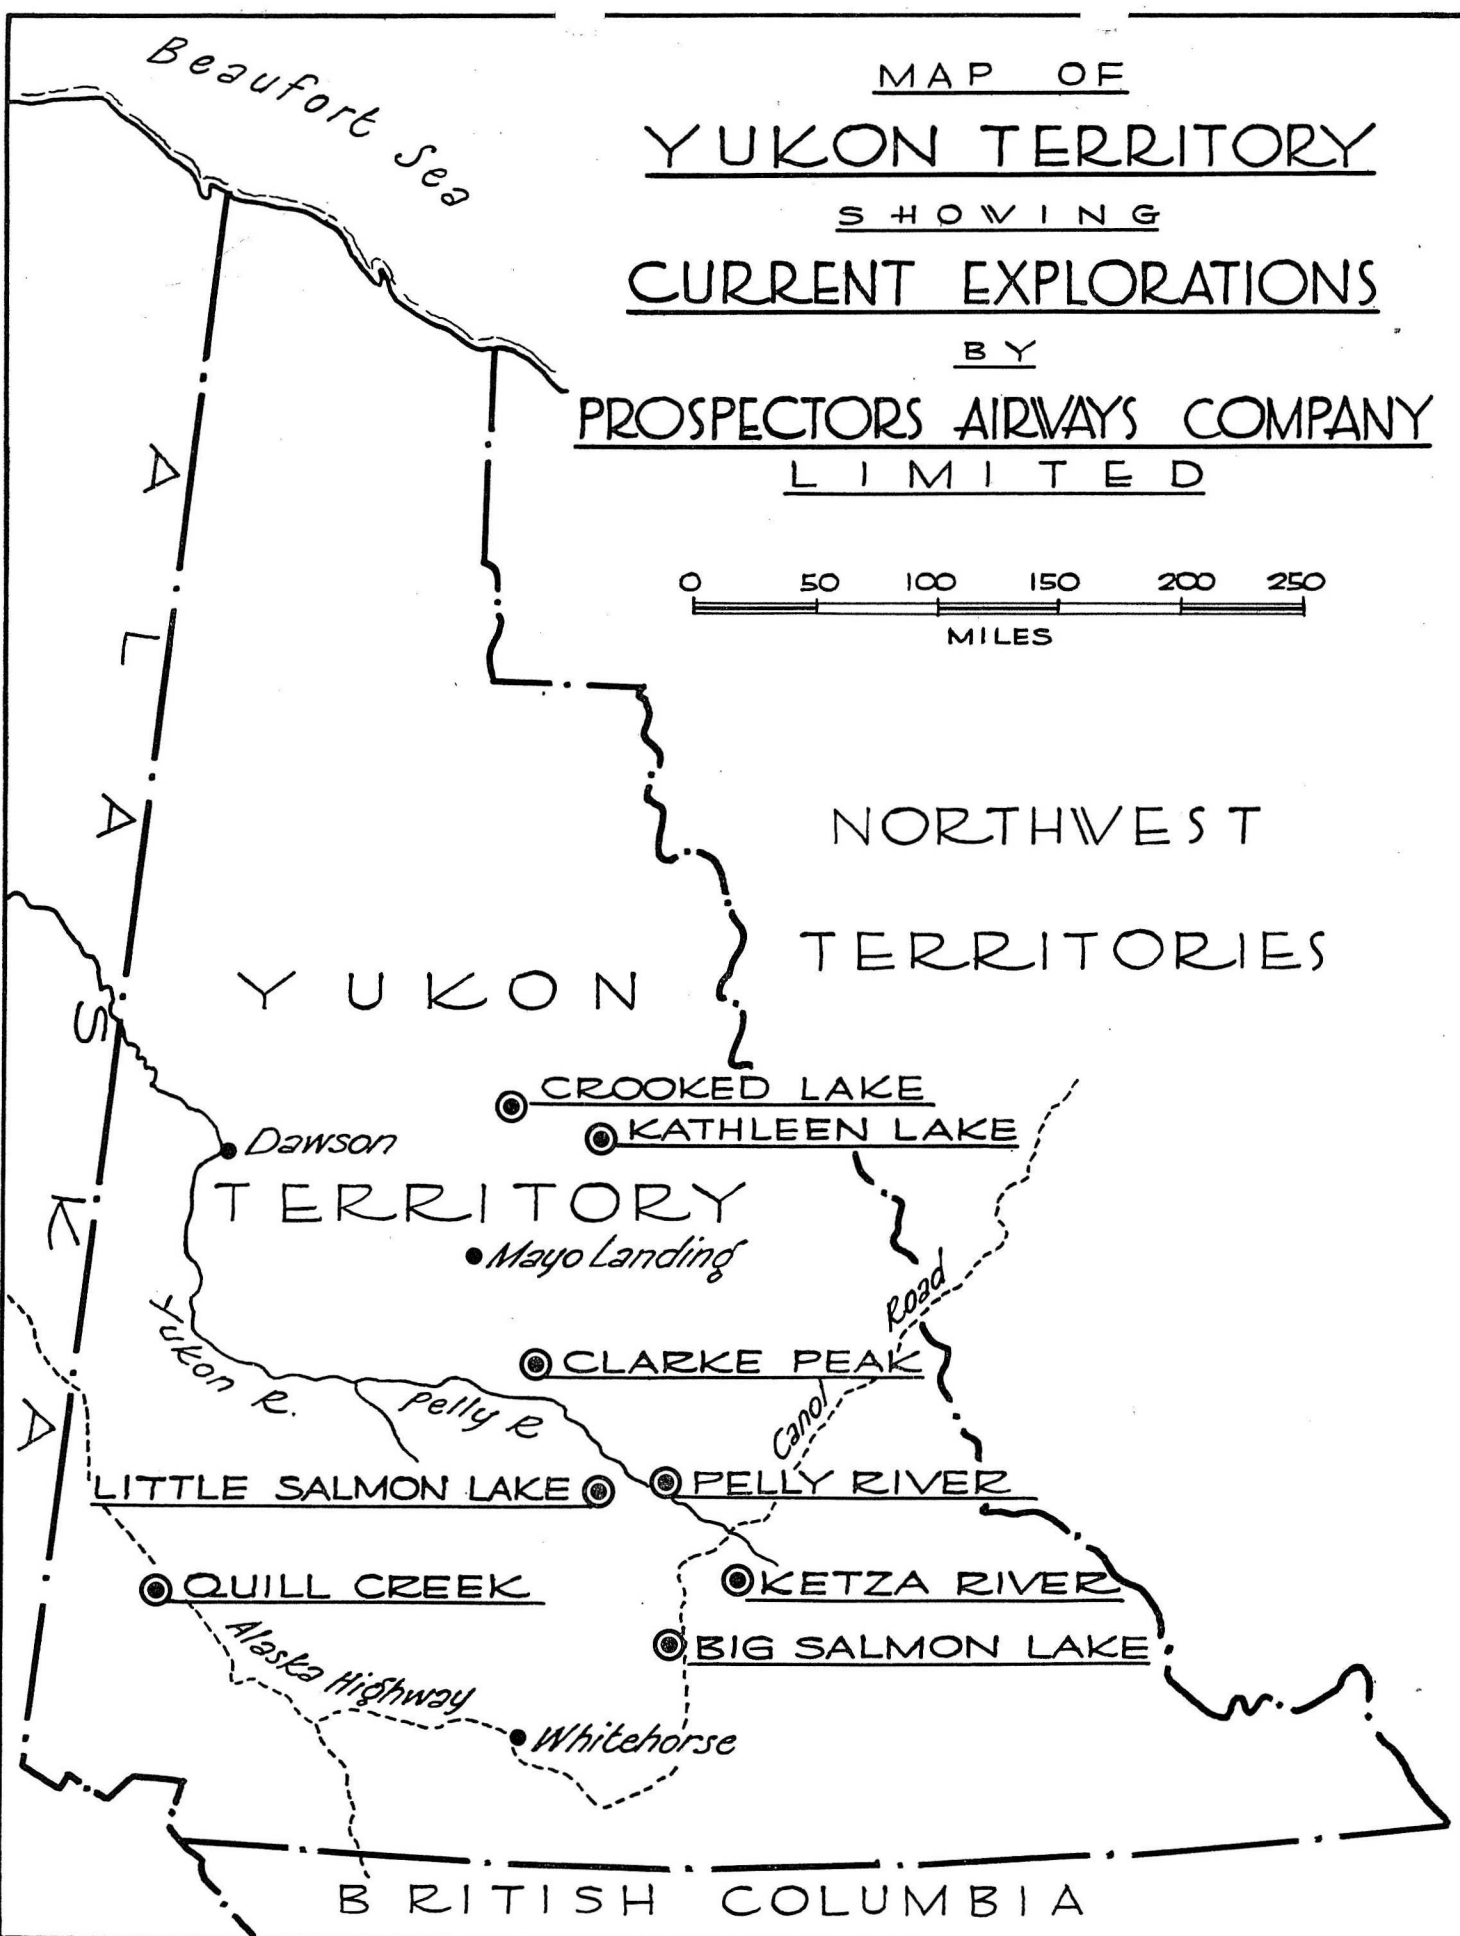 Beaufort Sea
MAP OF
YUKON TERRITORY
SHOWING
CURRENT EXPLORATIONS
BY
PROSPECTORS AIRWAYS COMPANY
LIMITED
0 50 100 150 200 250
MILES
ALASKA
NORTHWEST
TERRITORIES
YUKON
CROOKED LAKE
KATHLEEN LAKE
Dawson
TERRITORY
Mayo Landing
Canol Road
Yukon R.
CLARKE PEAK
Pelly R
LITTLE SALMON LAKE
PELLY RIVER
QUILL CREEK
KETZA RIVER
Alaska Highway
BIG SALMON LAKE
Whitehorse
BRITISH COLUMBIA